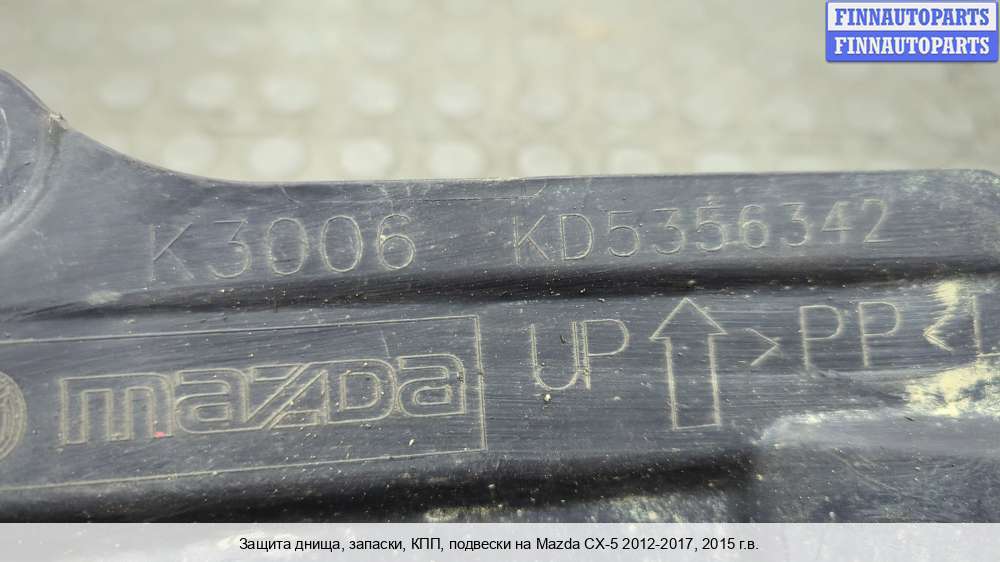 FINNAUTOPARTS
FINNAUTOPARTS
K3006 KD5356342
mazda UP >PP<
Защита днища, запаски, КПП, подвески на Mazda CX-5 2012-2017, 2015 г.в.